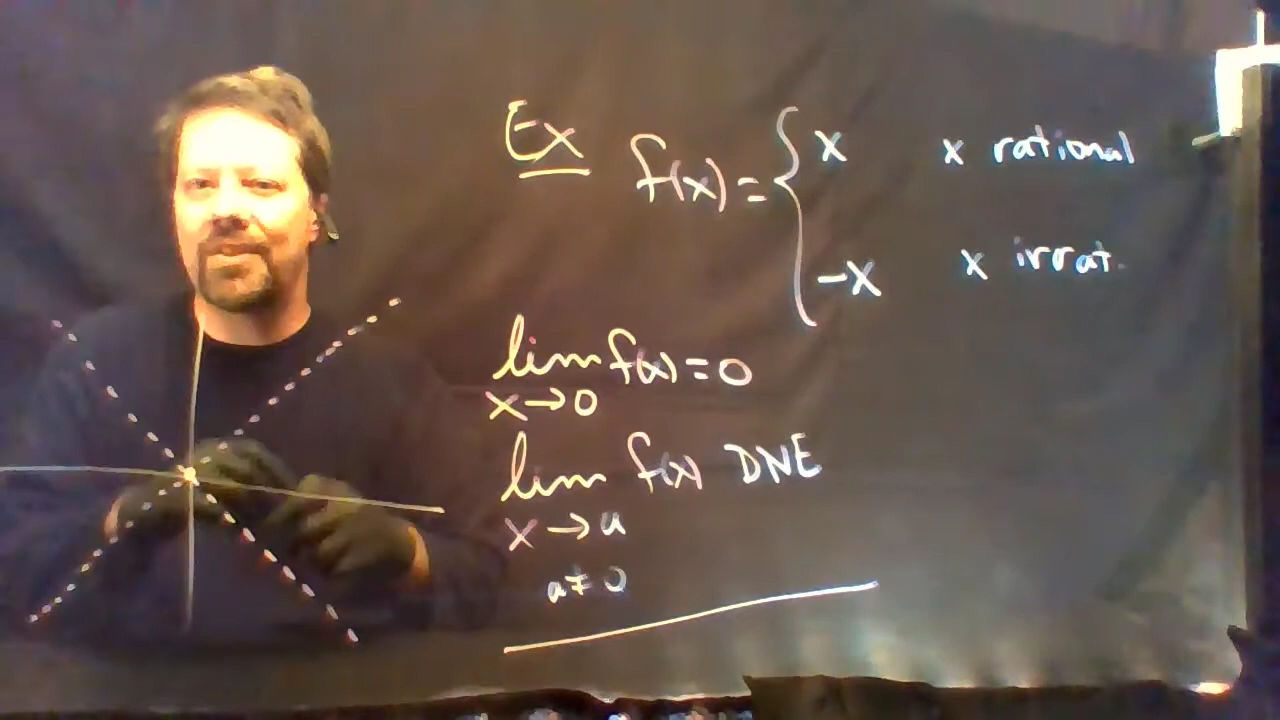 Ex f(x) = { x x rational
-x x irrat.
lim f(x) = 0
x → 0
lim f(x) DNE
x → a
a ≠ 0